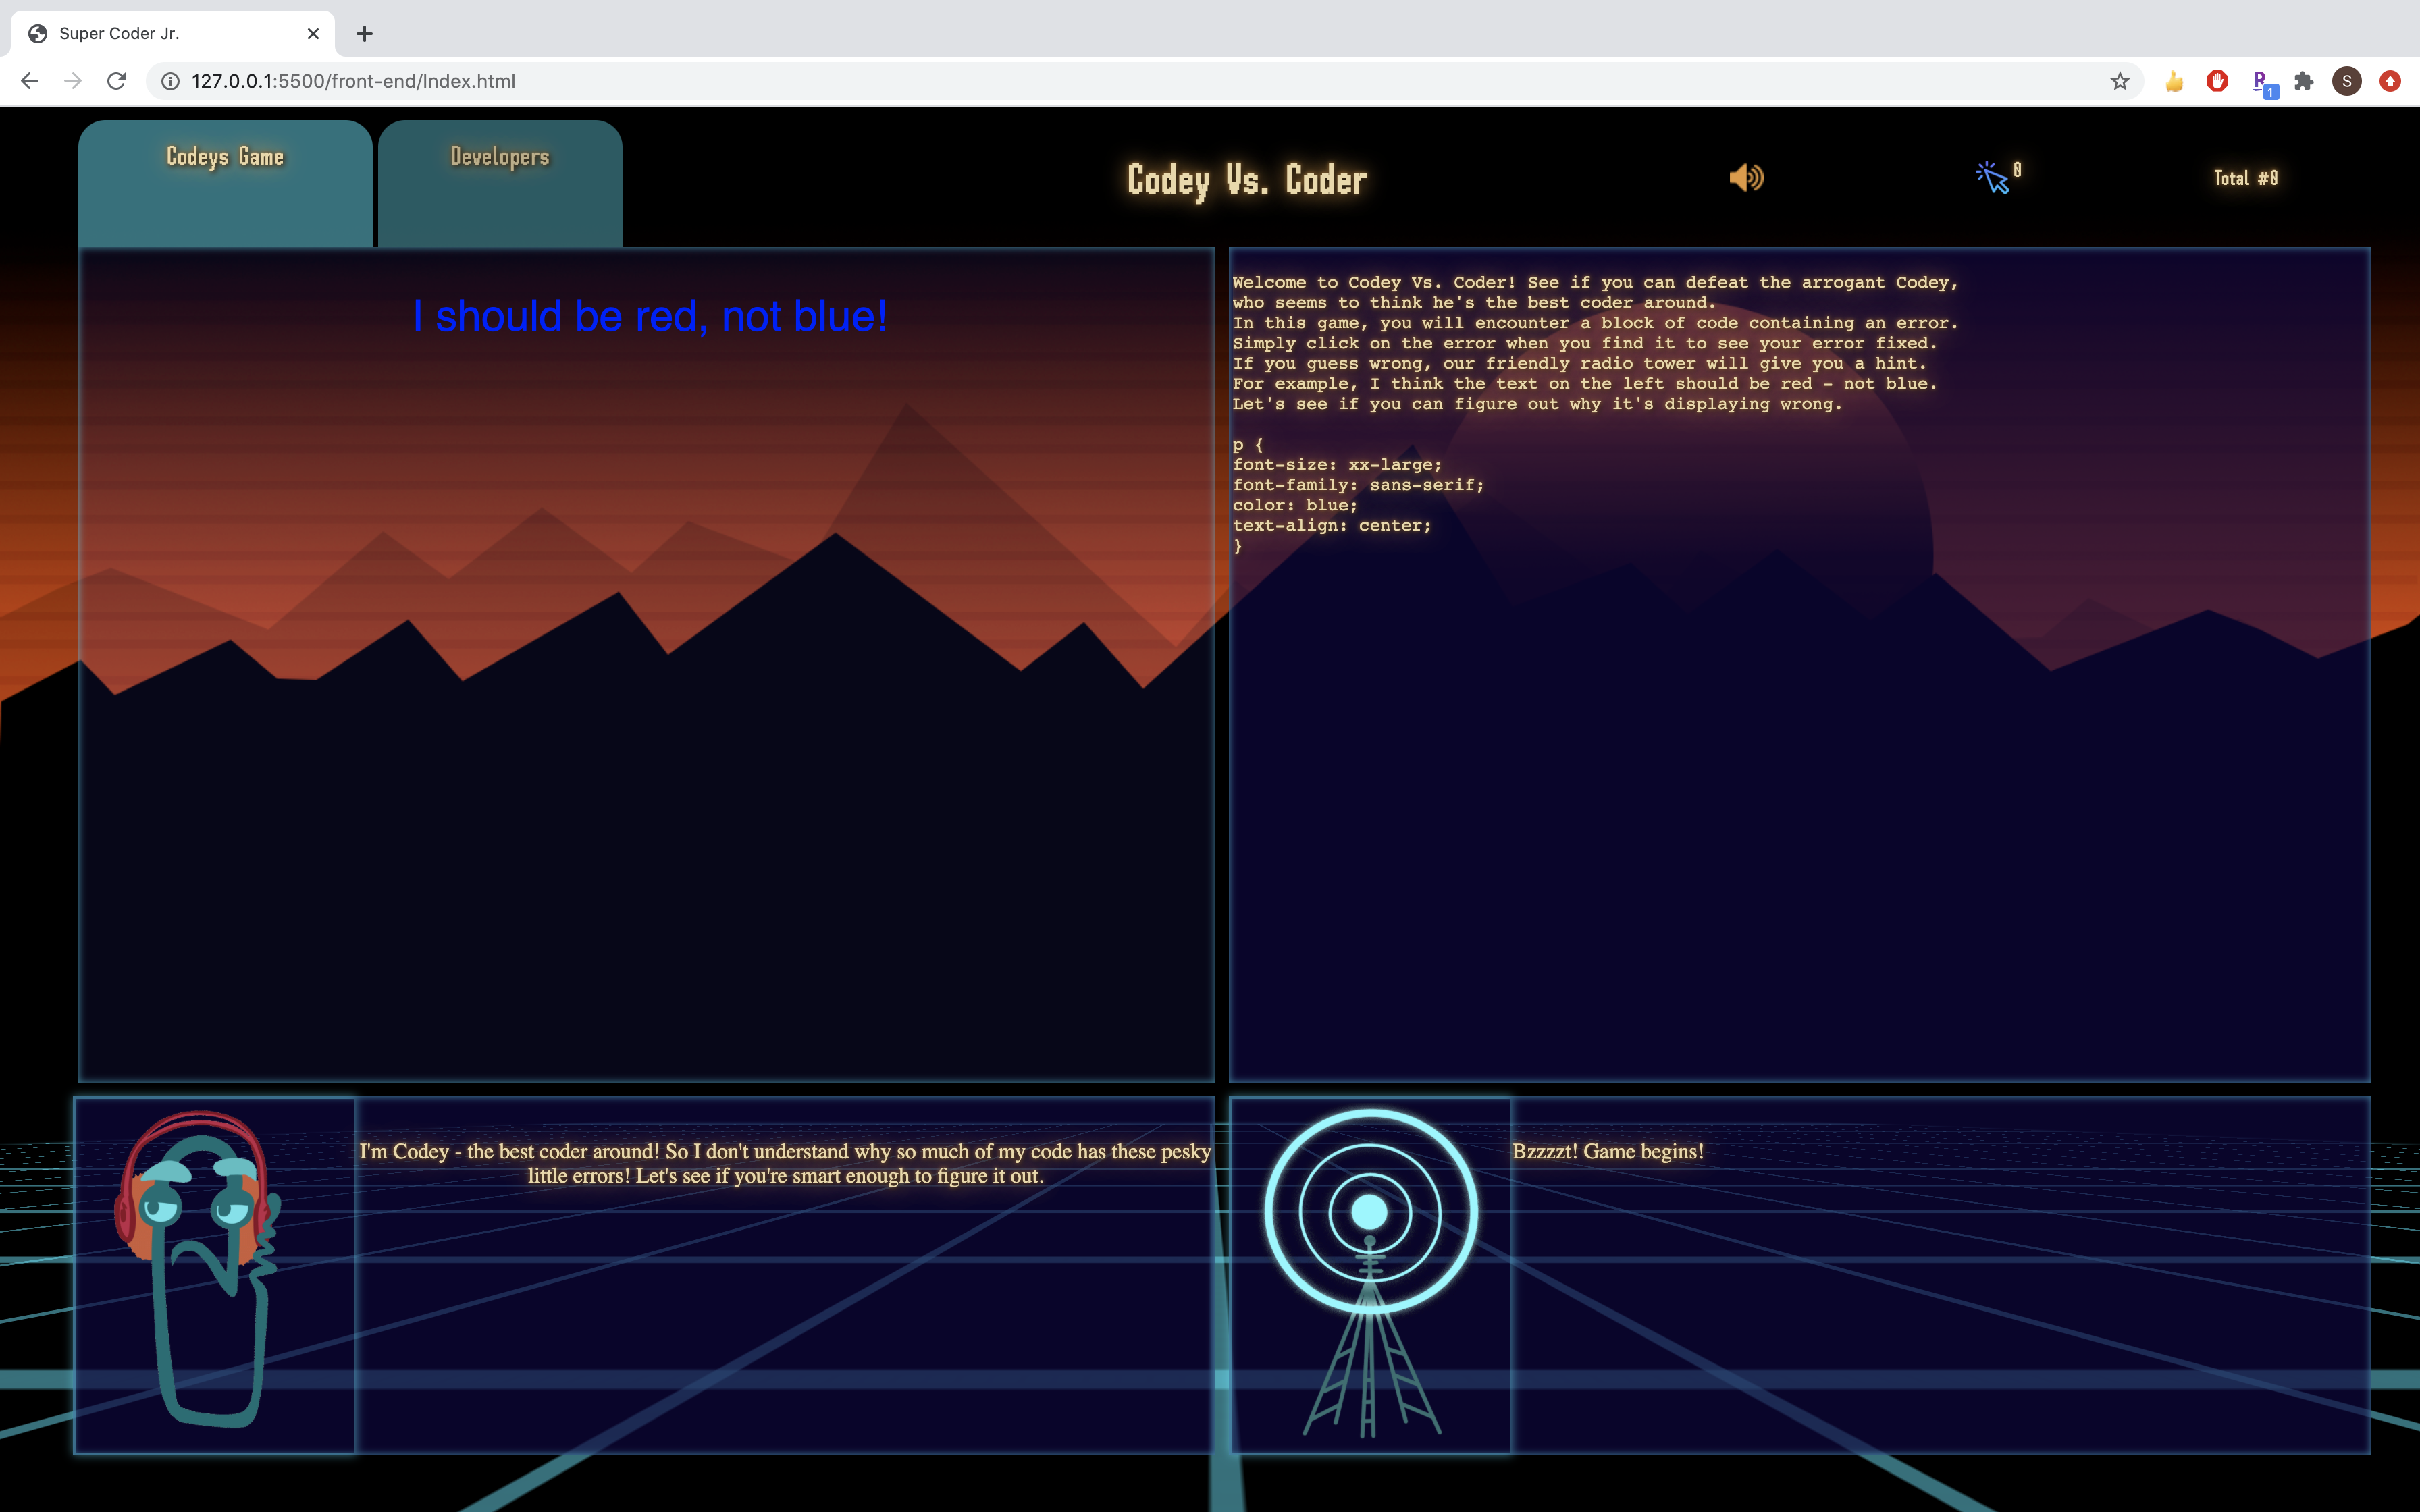 Super Coder Jr.
127.0.0.1:5500/front-end/Index.html
S
1
Codeys Game
Developers
Codey Vs. Coder
0
Total #0
I should be red, not blue!
Welcome to Codey Vs. Coder! See if you can defeat the arrogant Codey,
who seems to think he's the best coder around.
In this game, you will encounter a block of code containing an error.
Simply click on the error when you find it to see your error fixed.
If you guess wrong, our friendly radio tower will give you a hint.
For example, I think the text on the left should be red - not blue.
Let's see if you can figure out why it's displaying wrong.
p {
font-size: xx-large;
font-family: sans-serif;
color: blue;
text-align: center;
}
I'm Codey - the best coder around! So I don't understand why so much of my code has these pesky
little errors! Let's see if you're smart enough to figure it out.
Bzzzzt! Game begins!